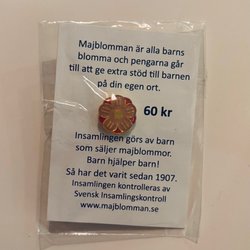 Majblomman är alla barns
blomma och pengarna går
till att ge extra stöd till barnen
på din egen ort.
60 kr
Insamlingen görs av barn
som säljer majblommor.
Barn hjälper barn!
Så har det varit sedan 1907.
Insamlingen kontrolleras av
Svensk Insamlingskontroll
www.majblomman.se